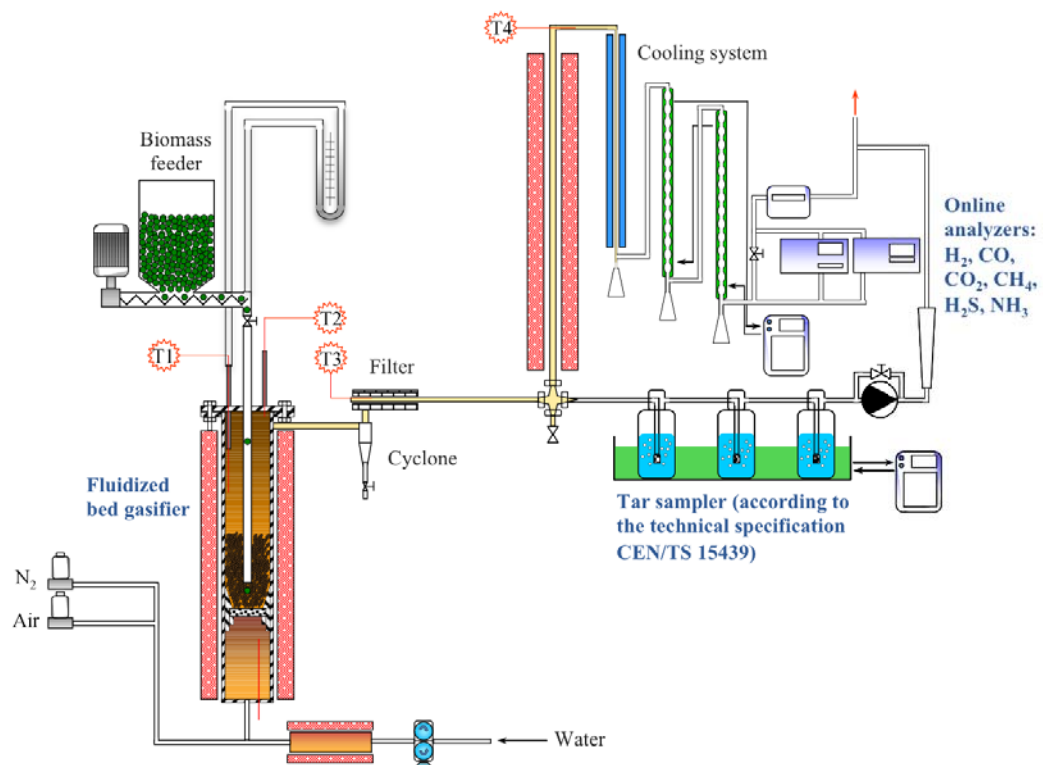 T4
Cooling system
Biomass
feeder
Online
analyzers:
H₂, CO,
CO₂, CH₄,
H₂S, NH₃
T2
T1
T3
Filter
Cyclone
Fluidized
bed gasifier
Tar sampler (according to
the technical specification
CEN/TS 15439)
N₂
Air
Water